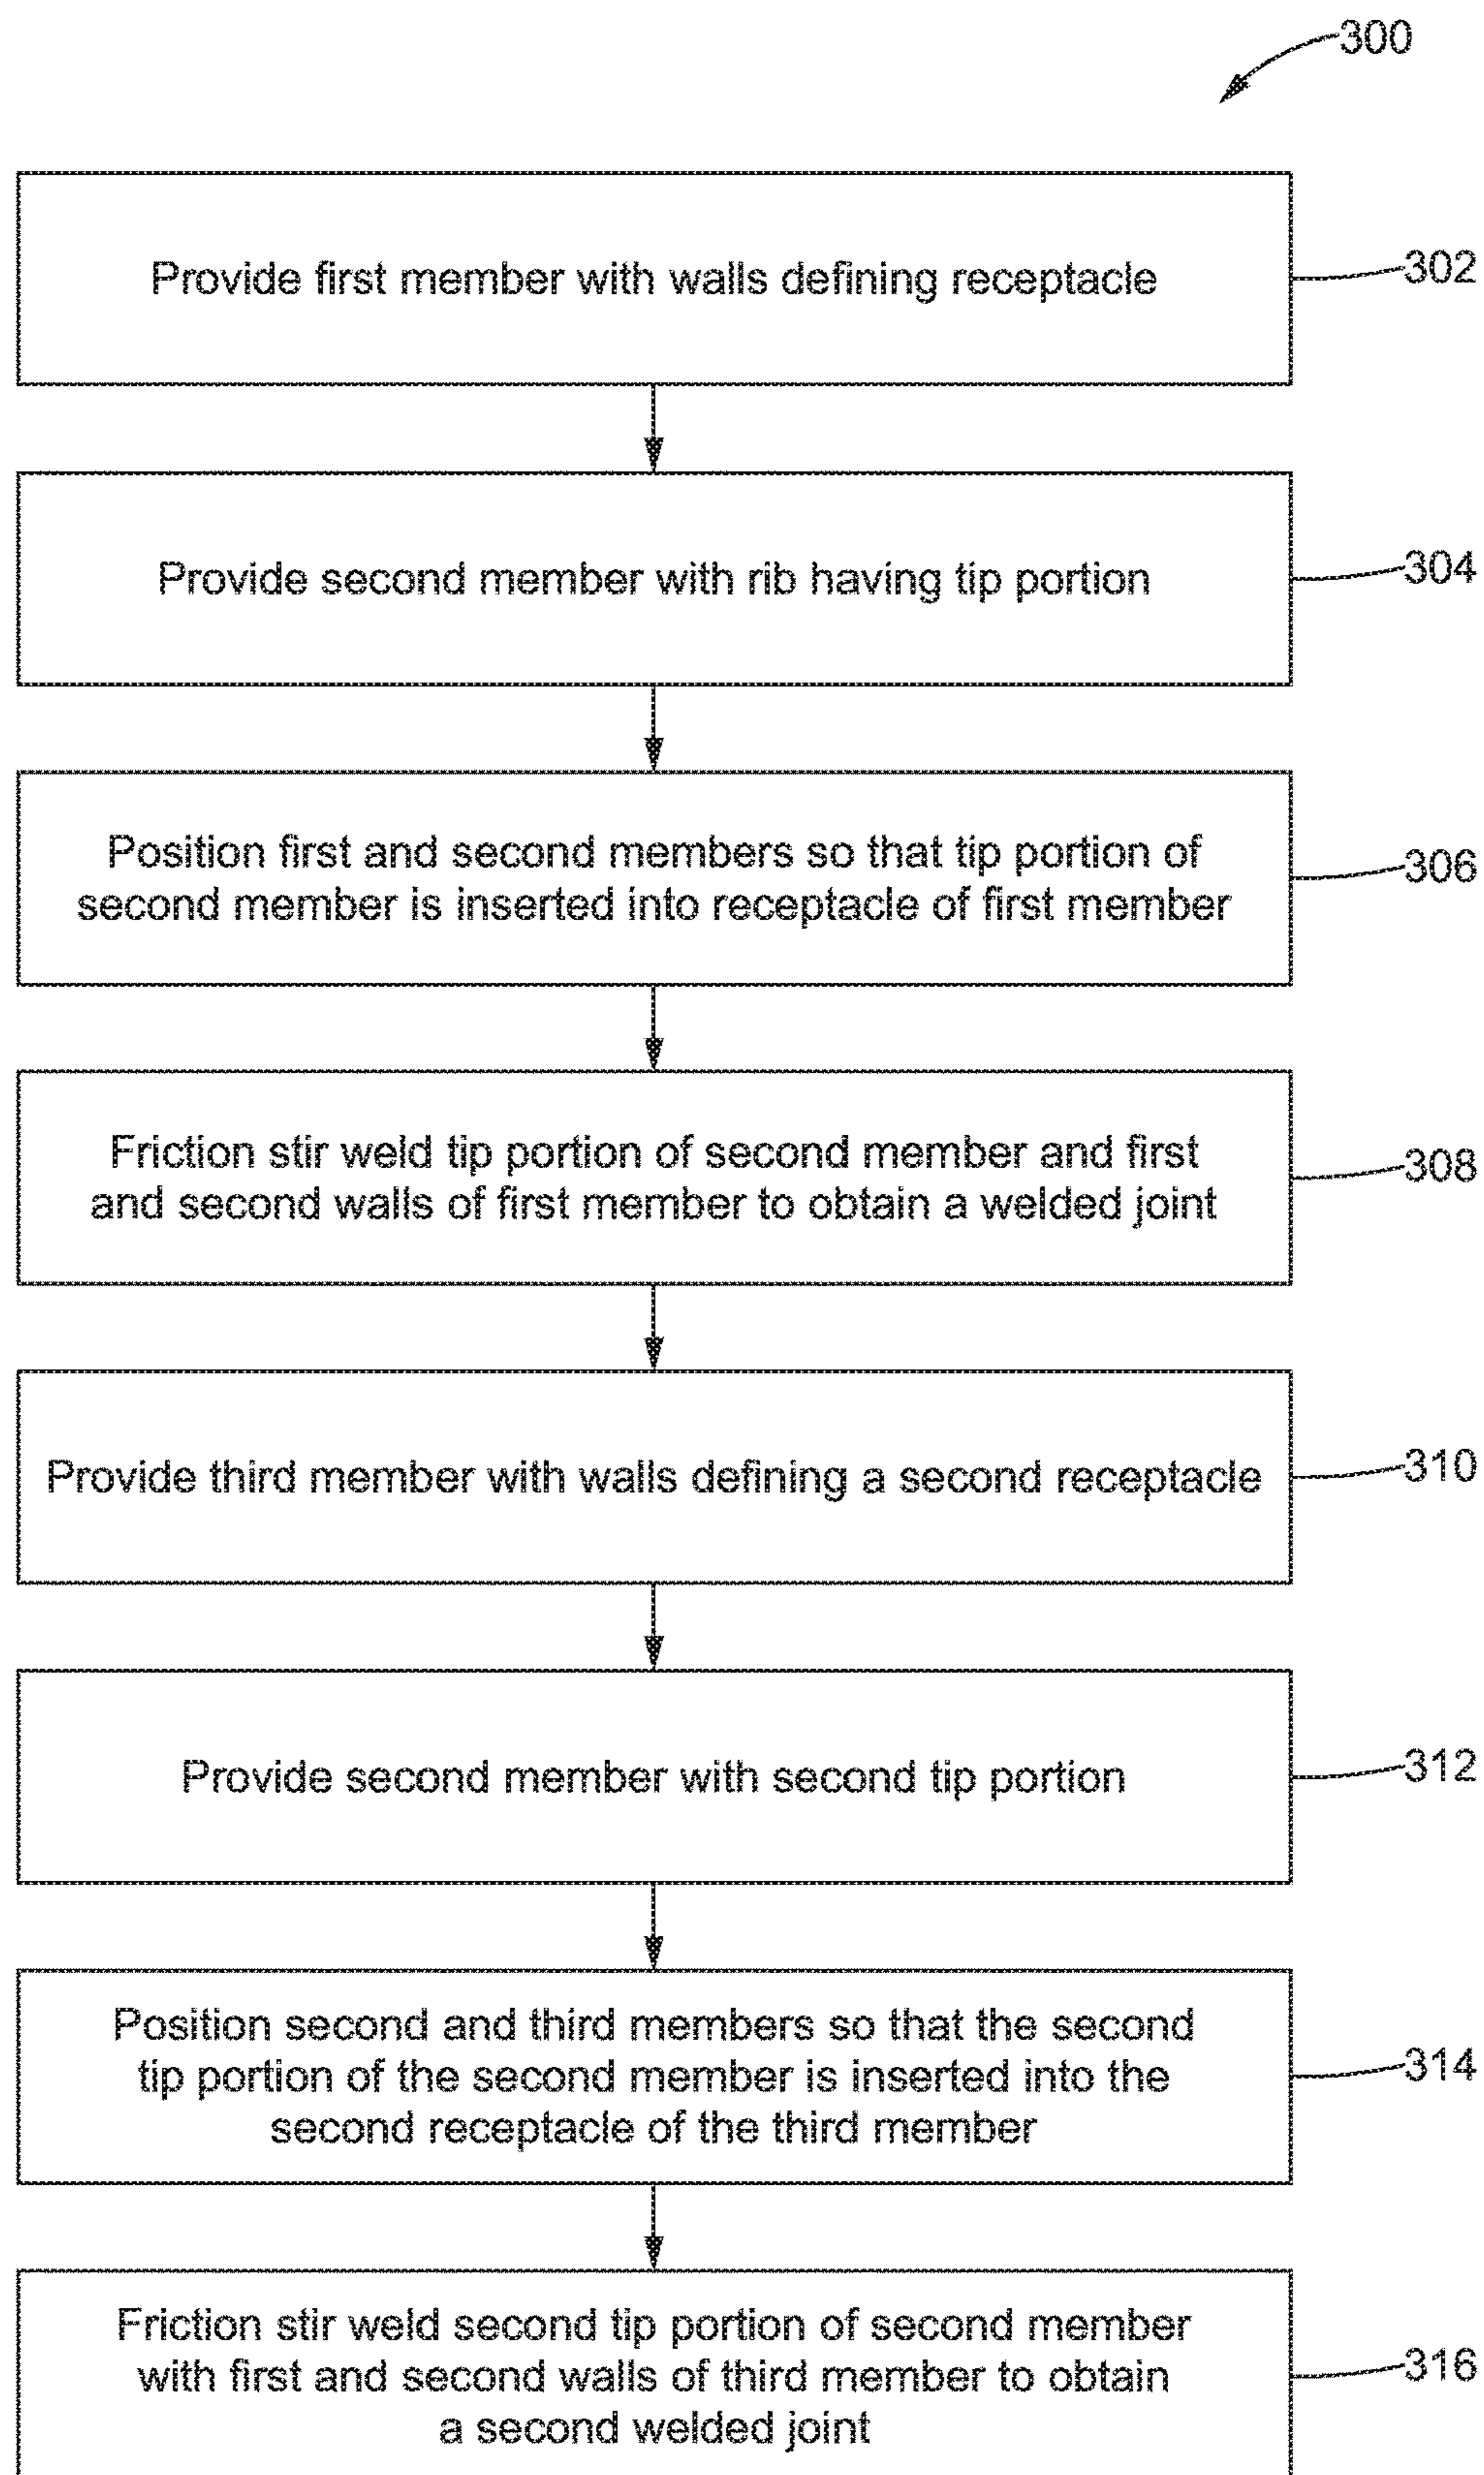 300
Provide first member with walls defining receptacle
302
Provide second member with rib having tip portion
304
Position first and second members so that tip portion of
second member is inserted into receptacle of first member
306
Friction stir weld tip portion of second member and first
and second walls of first member to obtain a welded joint
308
Provide third member with walls defining a second receptacle
310
Provide second member with second tip portion
312
Position second and third members so that the second
tip portion of the second member is inserted into the
second receptacle of the third member
314
Friction stir weld second tip portion of second member
with first and second walls of third member to obtain
a second welded joint
316